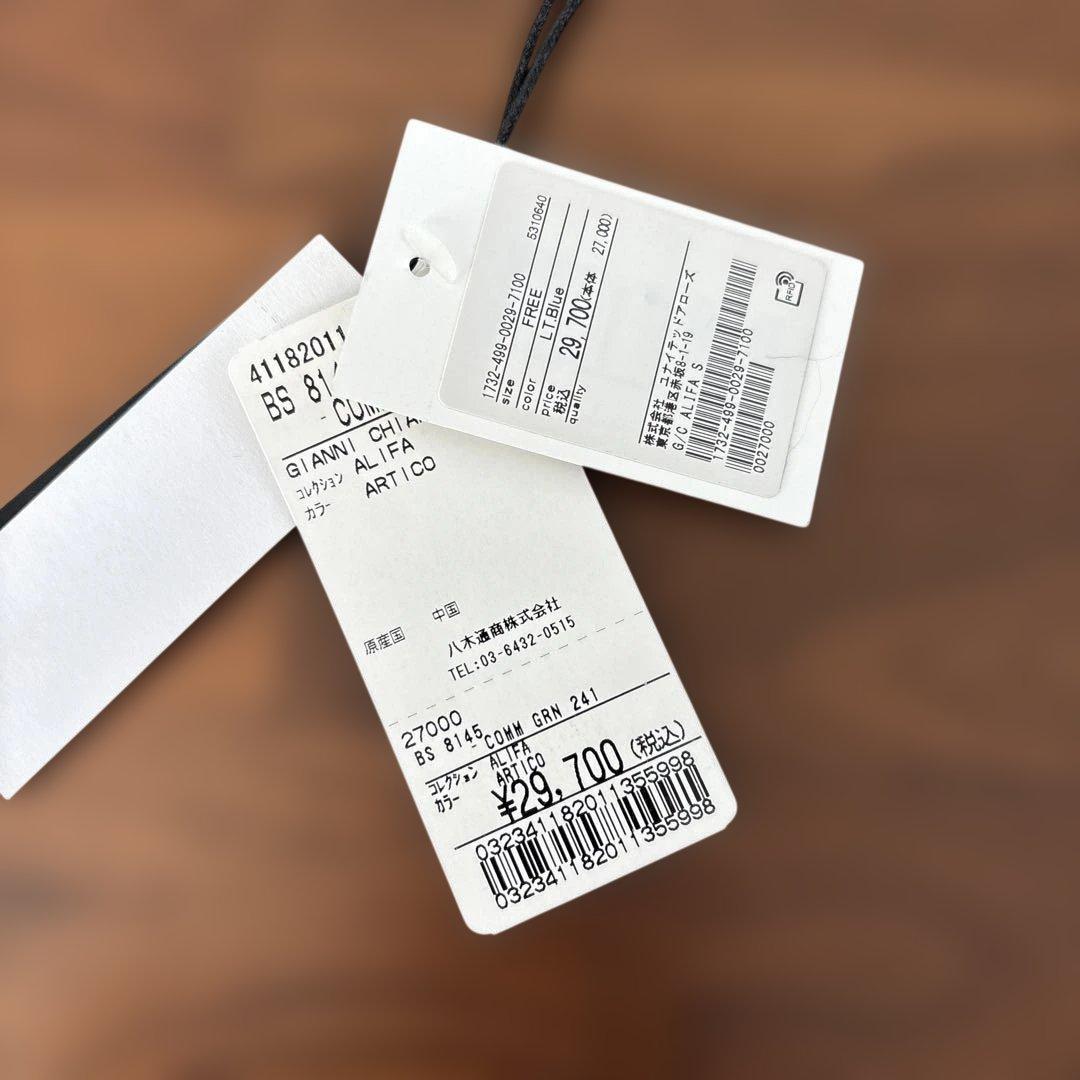 1732-499-0029-7100 5310640
size FREE
color LT.Blue
price
税込 29,700(本体 27,000)
quality
株式会社 ユナイテッドアローズ
東京都港区赤坂8-1-19
G/C ALIFA S
1732-499-0029-7100
0027000
RFID
41182011
BS 81
- COM
GIANNI CHIA
コレクション ALIFA
カラー ARTICO
原産国 中国
八木通商株式会社
TEL:03-6432-0515
27000
BS 8145 - COMM GRN 241
コレクション ALIFA
カラー ARTICO
¥29,700 (税込)
032341182011355998
032341182011355998